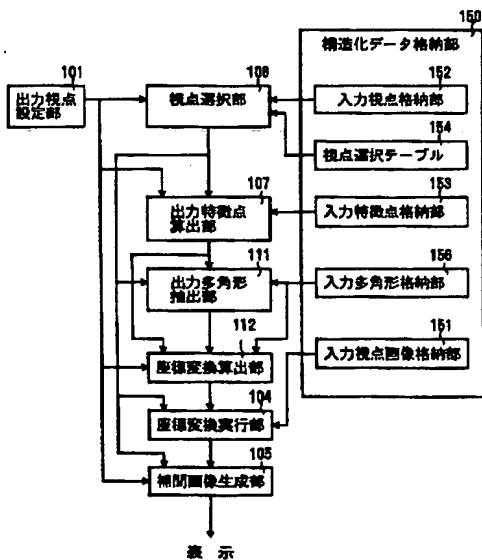 150
構造化データ格納部
101
出力視点
設定部
106
視点選択部
152
入力視点格納部
154
視点選択テーブル
107
出力特徴点
算出部
153
入力特徴点格納部
111
出力多角形
抽出部
156
入力多角形格納部
112
座標変換算出部
151
入力視点画像格納部
104
座標変換実行部
105
補間画像生成部
表示